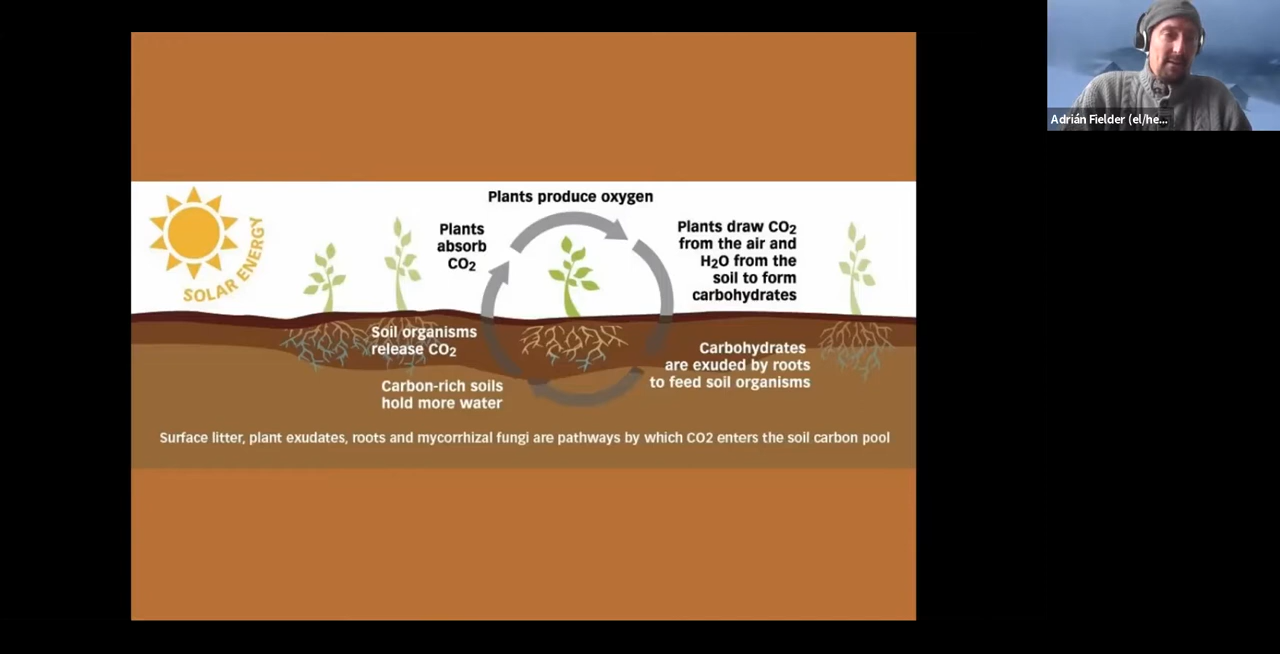 Adrián Fielder (el/he...
Plants produce oxygen
Plants
absorb
CO2
Plants draw CO2
from the air and
H2O from the
soil to form
carbohydrates
SOLAR ENERGY
Soil organisms
release CO2
Carbohydrates
are exuded by roots
to feed soil organisms
Carbon-rich soils
hold more water
Surface litter, plant exudates, roots and mycorrhizal fungi are pathways by which CO2 enters the soil carbon pool